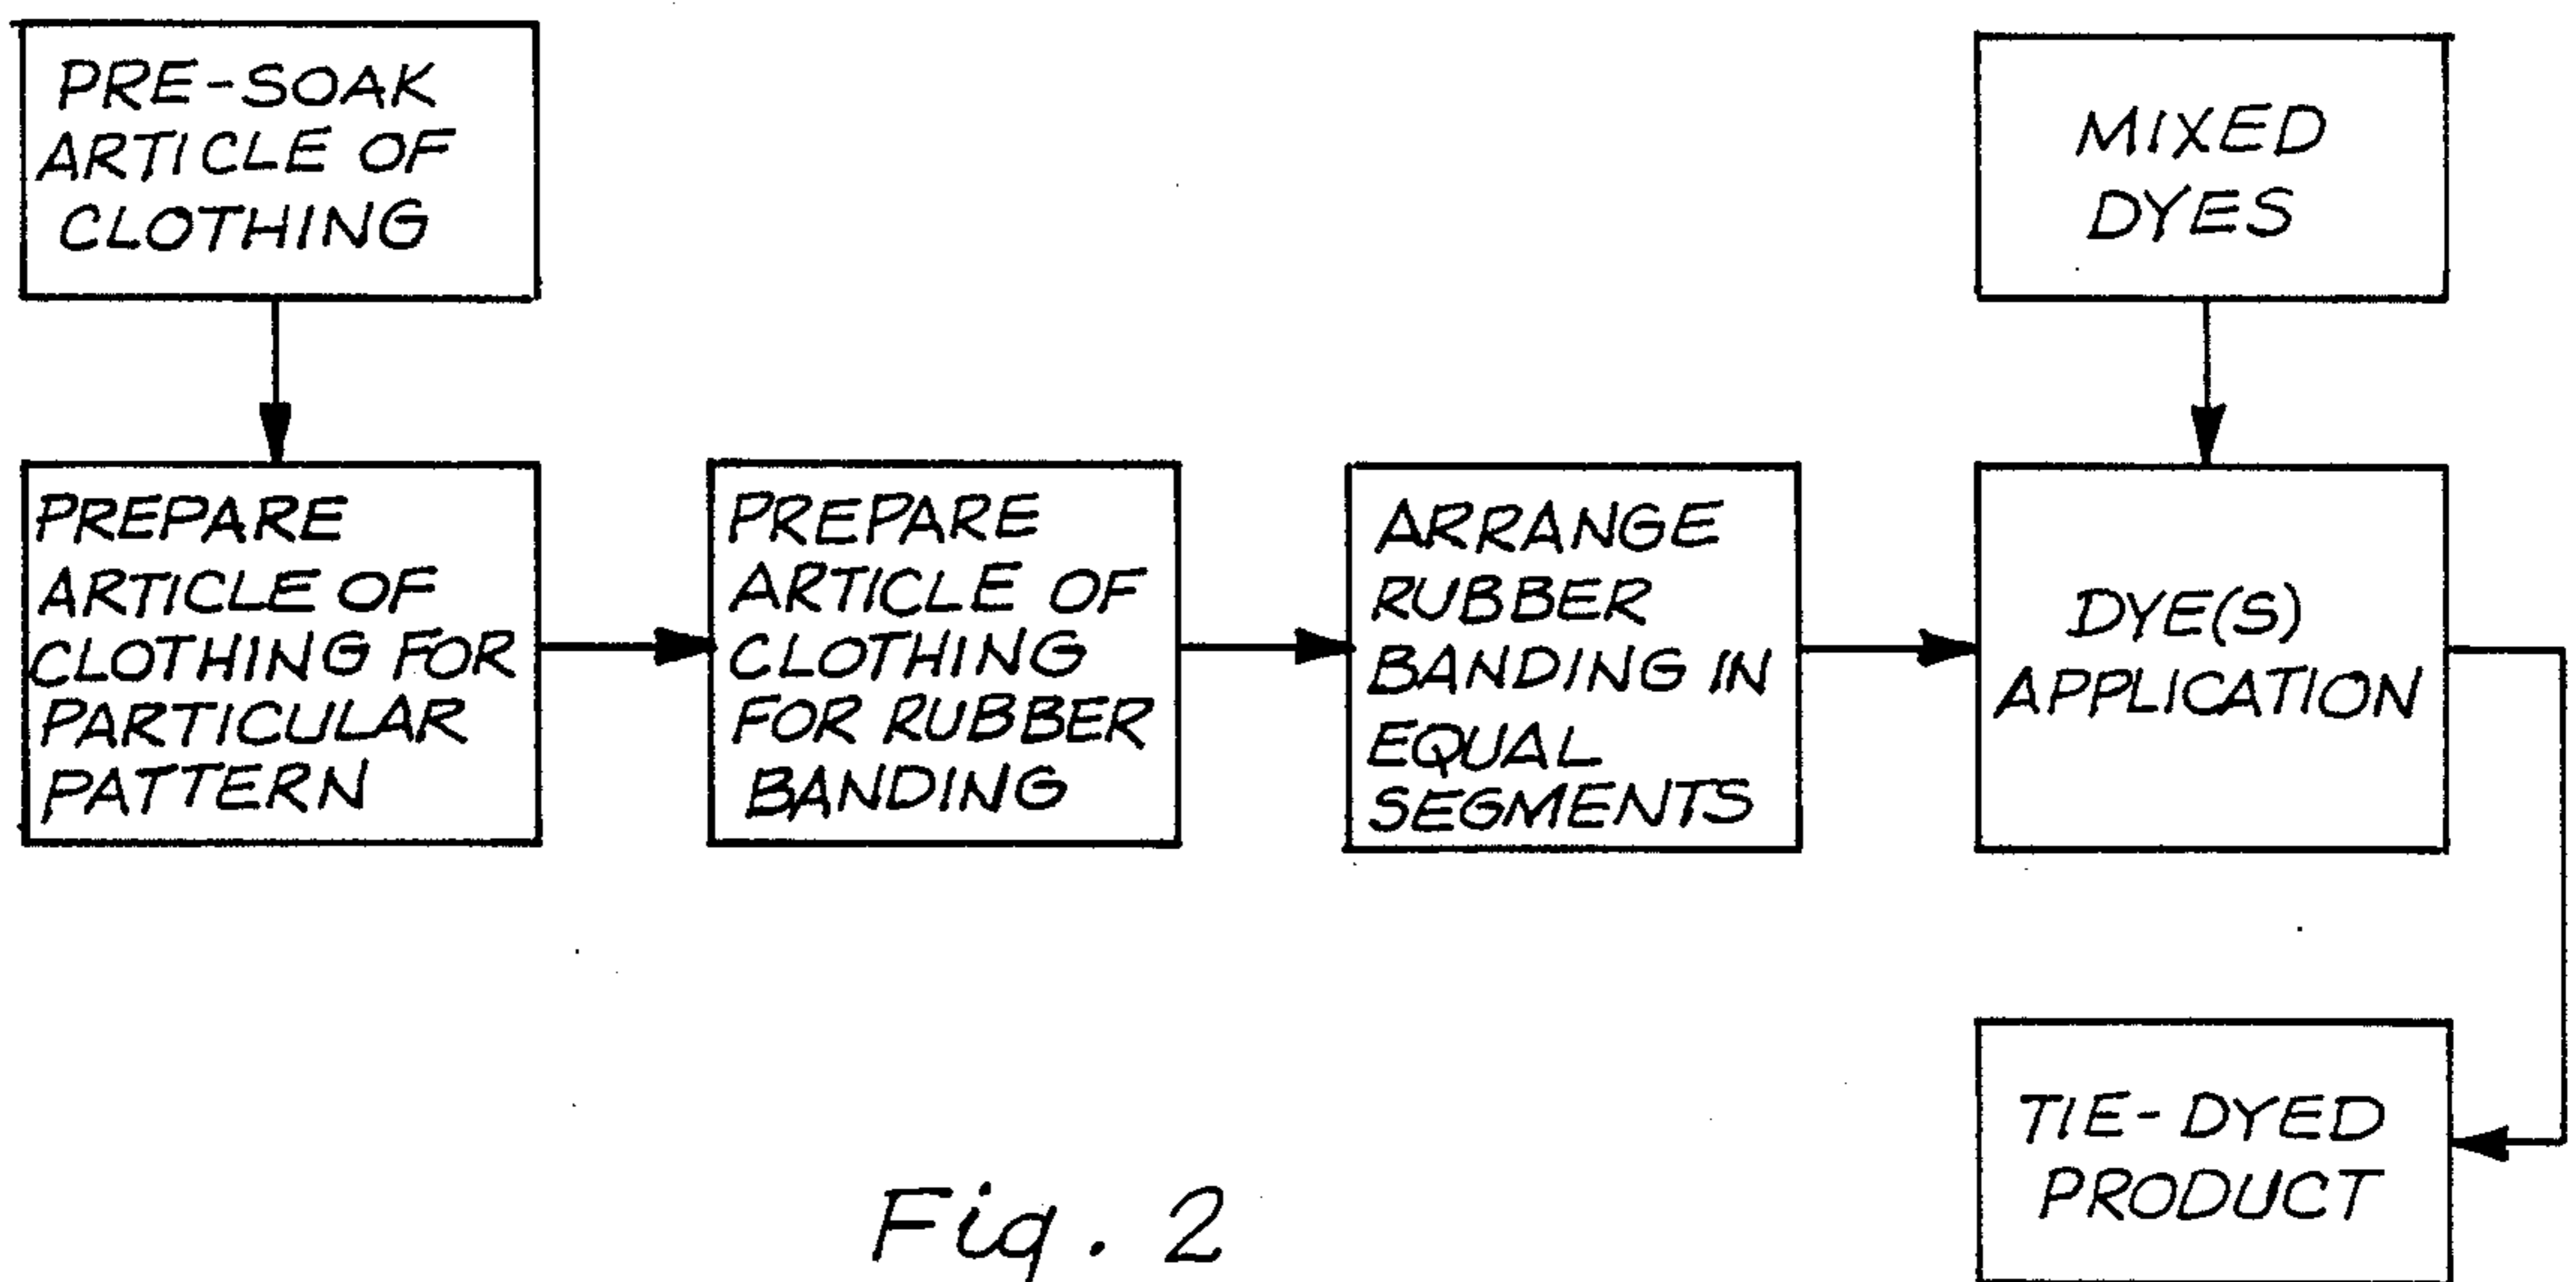 PRE-SOAK
ARTICLE OF
CLOTHING
MIXED
DYES
PREPARE
ARTICLE OF
CLOTHING FOR
PARTICULAR
PATTERN
PREPARE
ARTICLE OF
CLOTHING
FOR RUBBER
BANDING
ARRANGE
RUBBER
BANDING IN
EQUAL
SEGMENTS
DYE(S)
APPLICATION
TIE-DYED
PRODUCT
Fig. 2